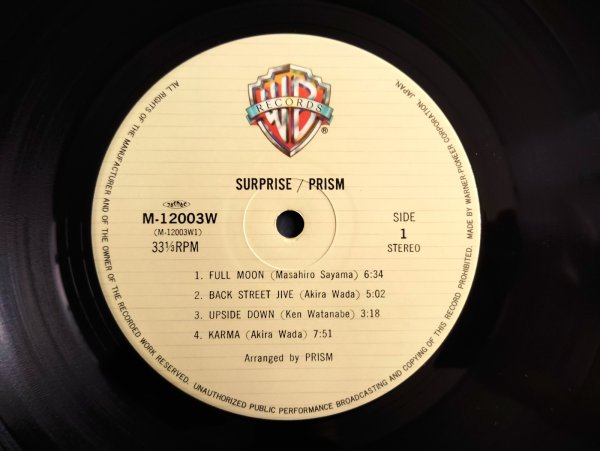 WB
RECORDS
®
SURPRISE / PRISM
M-12003W
(M-12003W1)
33⅓RPM
SIDE
1
STEREO
1. FULL MOON (Masahiro Sayama) 6:34
2. BACK STREET JIVE (Akira Wada) 5:02
3. UPSIDE DOWN (Ken Watanabe) 3:18
4. KARMA (Akira Wada) 7:51
Arranged by PRISM
ALL RIGHTS OF THE MANUFACTURER AND OF THE OWNER OF THE RECORDED WORK RESERVED. UNAUTHORIZED PUBLIC PERFORMANCE BROADCASTING AND COPYING OF THIS RECORD PROHIBITED. MADE BY WARNER-PIONEER CORPORATION, JAPAN.